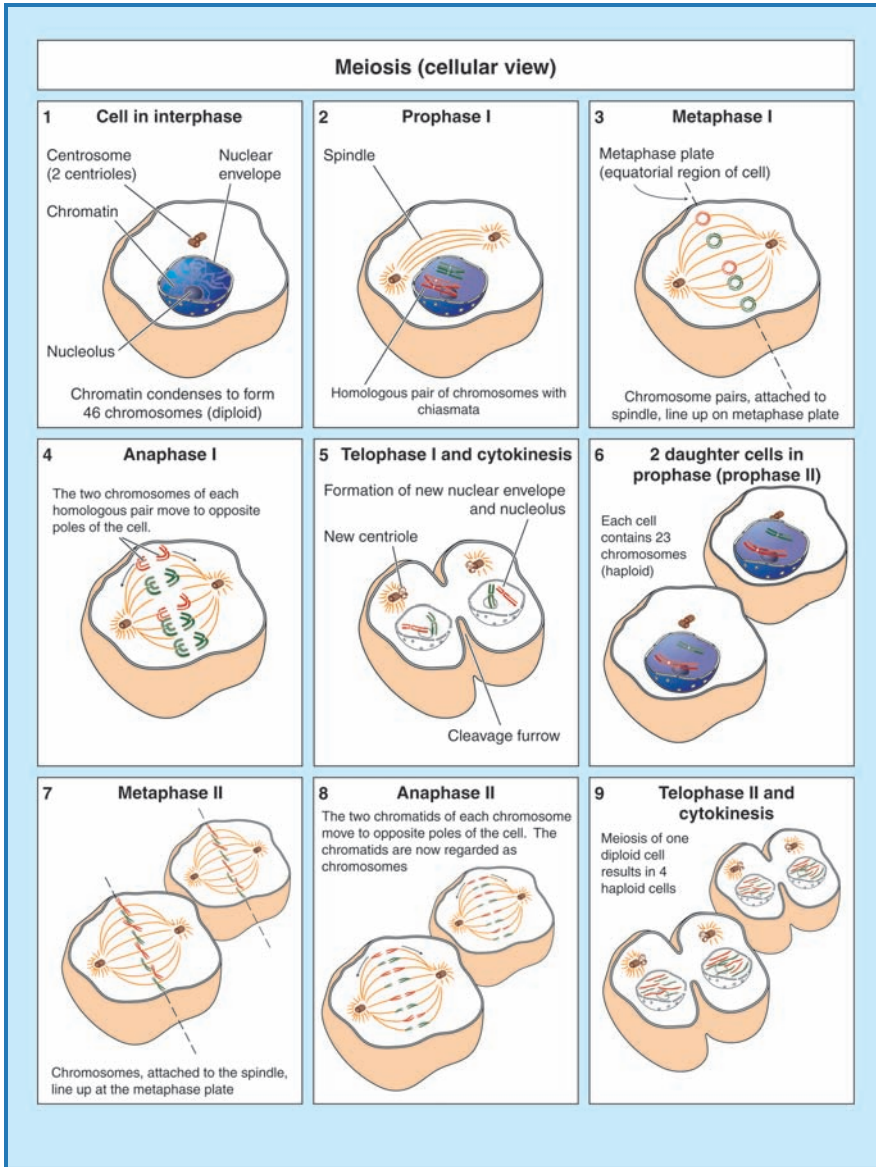 Meiosis (cellular view)
1 Cell in interphase
Centrosome
(2 centrioles)
Nuclear
envelope
Chromatin
Nucleolus
Chromatin condenses to form
46 chromosomes (diploid)
2 Prophase I
Spindle
Homologous pair of chromosomes with
chiasmata
3 Metaphase I
Metaphase plate
(equatorial region of cell)
Chromosome pairs, attached to
spindle, line up on metaphase plate
4 Anaphase I
The two chromosomes of each
homologous pair move to opposite
poles of the cell.
5 Telophase I and cytokinesis
Formation of new nuclear envelope
and nucleolus
New centriole
Cleavage furrow
6 2 daughter cells in
prophase (prophase II)
Each cell
contains 23
chromosomes
(haploid)
7 Metaphase II
Chromosomes, attached to the spindle,
line up at the metaphase plate
8 Anaphase II
The two chromatids of each chromosome
move to opposite poles of the cell. The
chromatids are now regarded as
chromosomes
9 Telophase II and
cytokinesis
Meiosis of one
diploid cell
results in 4
haploid cells